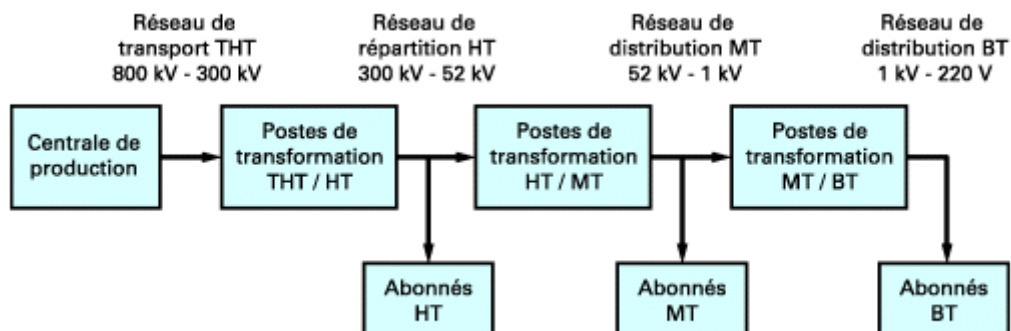 Réseau de
transport THT
800 kV - 300 kV
Réseau de
répartition HT
300 kV - 52 kV
Réseau de
distribution MT
52 kV - 1 kV
Réseau de
distribution BT
1 kV - 220 V
Centrale de
production
Postes de
transformation
THT / HT
Postes de
transformation
HT / MT
Postes de
transformation
MT / BT
Abonnés
HT
Abonnés
MT
Abonnés
BT